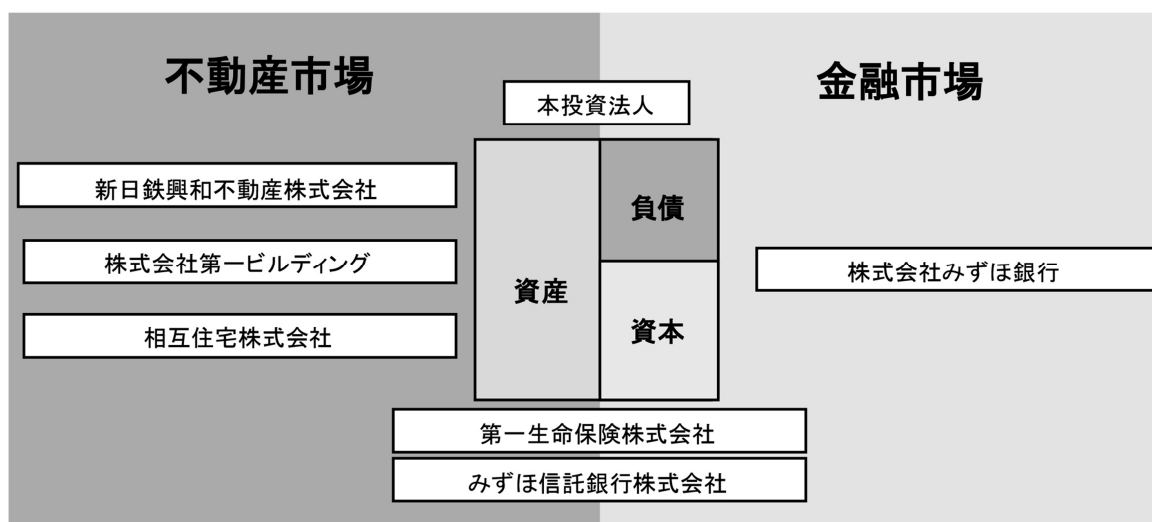 不動産市場
金融市場
本投資法人
新日鉄興和不動産株式会社
株式会社第一ビルディング
相互住宅株式会社
資産
負債
資本
株式会社みずほ銀行
第一生命保険株式会社
みずほ信託銀行株式会社